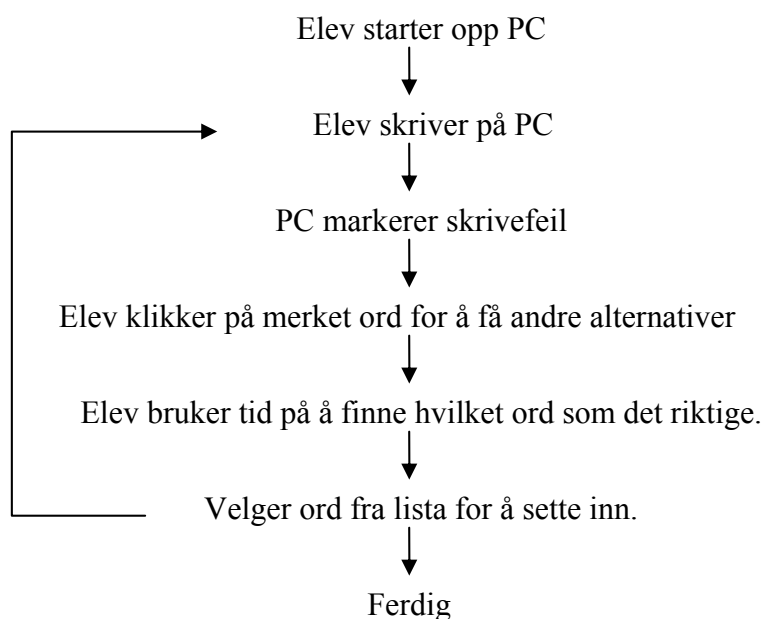 Elev starter opp PC
Elev skriver på PC
PC markerer skrivefeil
Elev klikker på merket ord for å få andre alternativer
Elev bruker tid på å finne hvilket ord som det riktige.
Velger ord fra lista for å sette inn.
Ferdig